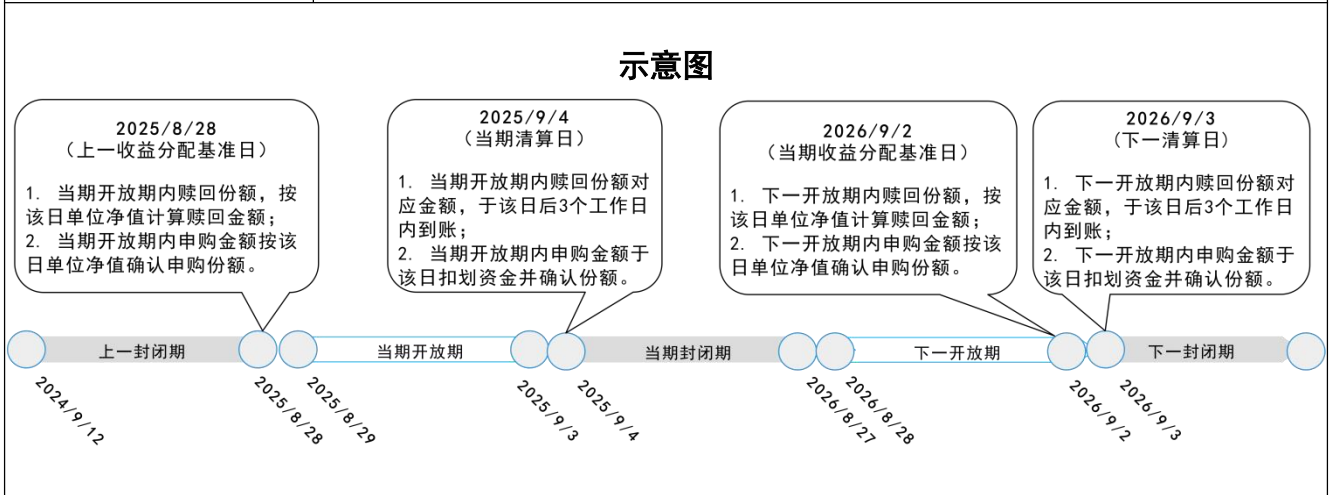 示意图
2025/8/28
（上一收益分配基准日）
1. 当期开放期内赎回份额，按
该日单位净值计算赎回金额；
2. 当期开放期内申购金额按该
日单位净值确认申购份额。
2025/9/4
（当期清算日）
1. 当期开放期内赎回份额对
应金额，于该日后3个工作日
内到账；
2. 当期开放期内申购金额于
该日扣划资金并确认份额。
2026/9/2
（当期收益分配基准日）
1. 下一开放期内赎回份额，按
该日单位净值计算赎回金额；
2. 下一开放期内申购金额按该
日单位净值确认申购份额。
2026/9/3
（下一清算日）
1. 下一开放期内赎回份额对
应金额，于该日后3个工作日
内到账；
2. 下一开放期内申购金额于
该日扣划资金并确认份额。
上一封闭期
当期开放期
当期封闭期
下一开放期
下一封闭期
2024/9/12
2025/8/28
2025/8/29
2025/9/3
2025/9/4
2026/8/27
2026/8/28
2026/9/2
2026/9/3